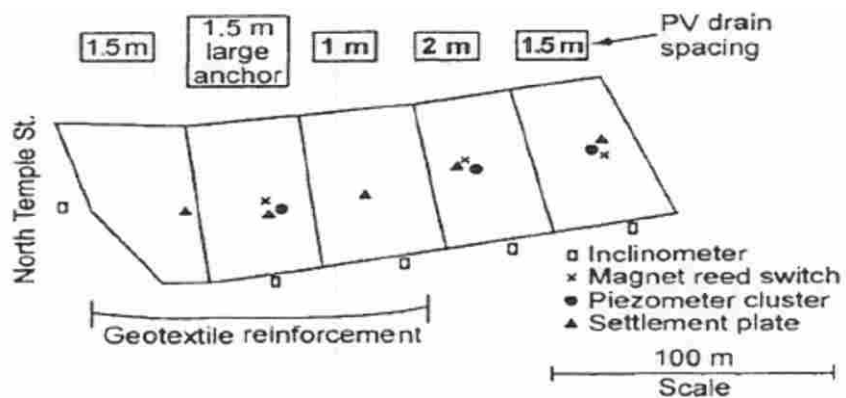 1.5 m
1.5 m
large
anchor
1 m
2 m
1.5 m
PV drain
spacing
North Temple St.
Inclinometer
Magnet reed switch
Piezometer cluster
Settlement plate
Geotextile reinforcement
100 m
Scale